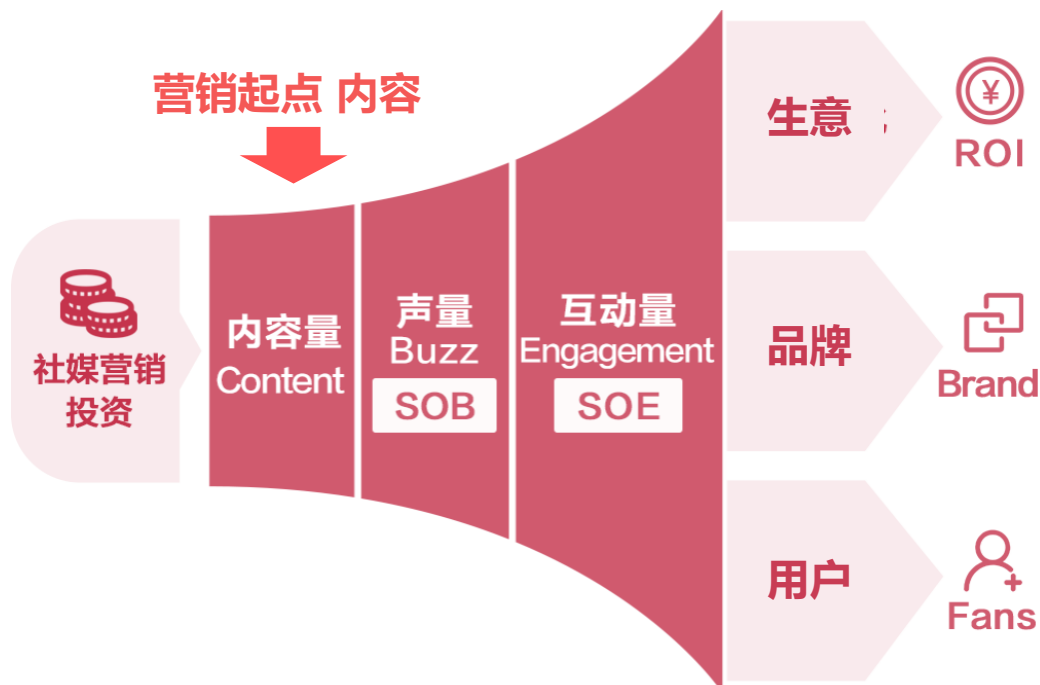 营销起点 内容
社媒营销
投资
内容量
Content
声量
Buzz
SOB
互动量
Engagement
SOE
生意
¥
ROI
品牌
Brand
用户
Fans